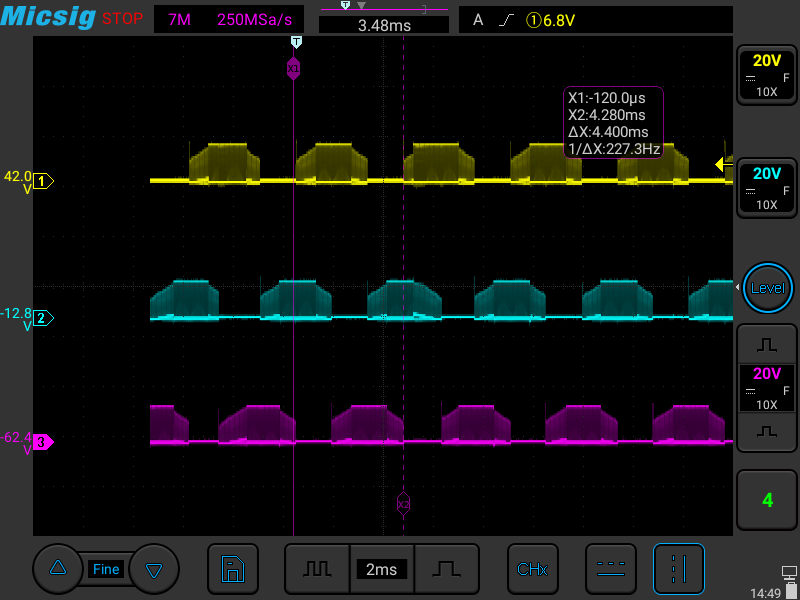 Micsig STOP 7M 250MSa/s T 3.48ms A ①6.8V
T
X1
20V
F
10X
X1:-120.0μs
X2:4.280ms
ΔX:4.400ms
1/ΔX:227.3Hz
42.0
V
1
20V
F
10X
Level
-12.8
V
2
20V
F
10X
-62.4
V
3
X2
4
Fine
2ms
CHx
14:49